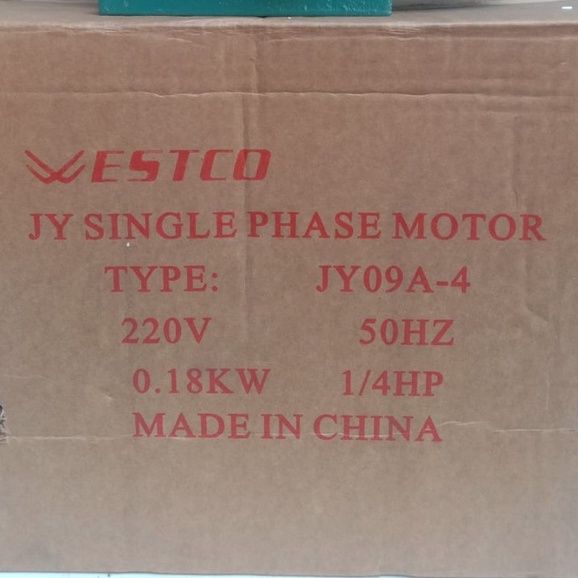 WESTCO
JY SINGLE PHASE MOTOR
TYPE: JY09A-4
220V 50HZ
0.18KW 1/4HP
MADE IN CHINA